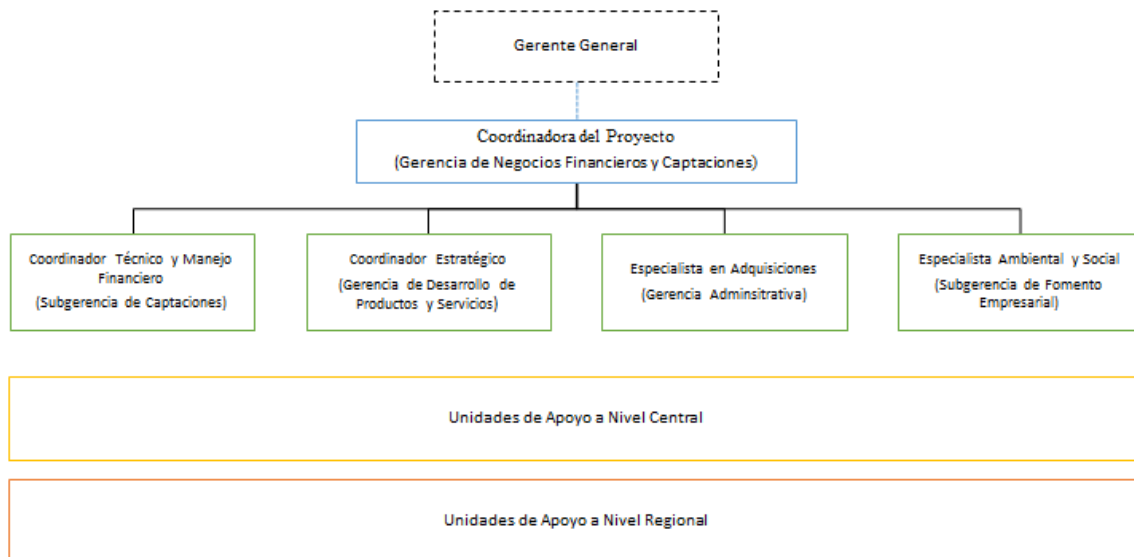 Gerente General
Coordinadora del Proyecto
(Gerencia de Negocios Financieros y Captaciones)
Coordinador Técnico y Manejo
Financiero
(Subgerencia de Captaciones)
Coordinador Estratégico
(Gerencia de Desarrollo de
Productos y Servicios)
Especialista en Adquisiciones
(Gerencia Adminsitrativa)
Especialista Ambiental y Social
(Subgerencia de Fomento
Empresarial)
Unidades de Apoyo a Nivel Central
Unidades de Apoyo a Nivel Regional